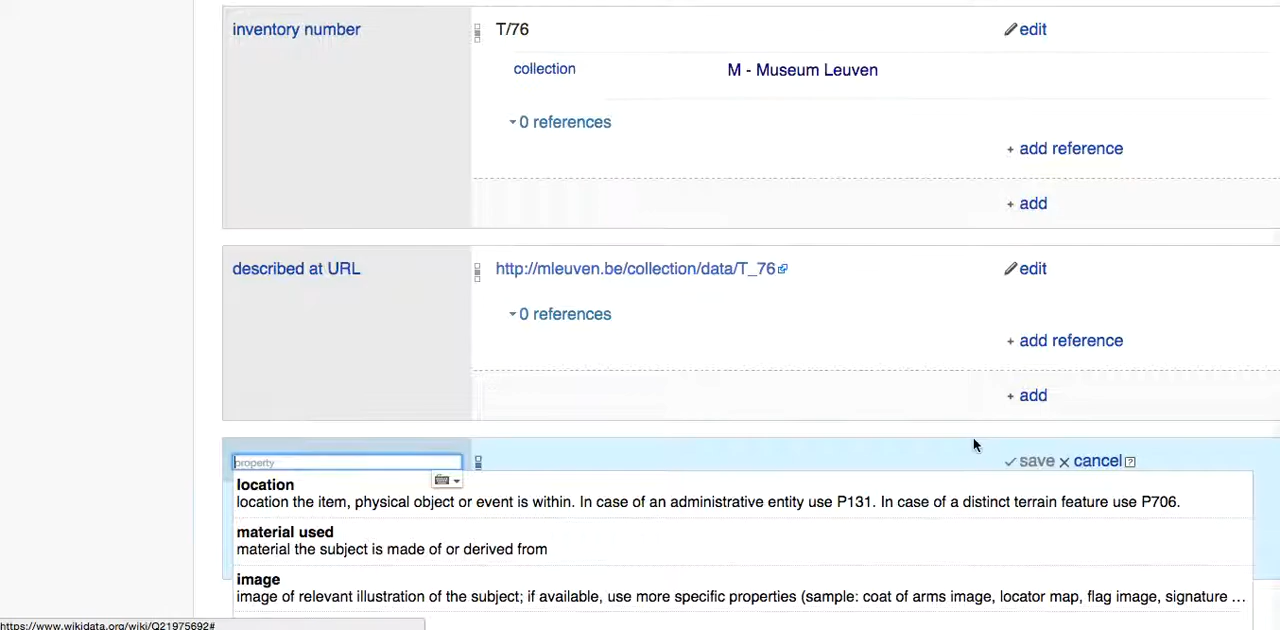 inventory number T/76 edit
collection M - Museum Leuven
0 references
+ add reference
+ add
described at URL http://mleuven.be/collection/data/T_76 edit
0 references
+ add reference
+ add
property save cancel [?]
location
location the item, physical object or event is within. In case of an administrative entity use P131. In case of a distinct terrain feature use P706.
material used
material the subject is made of or derived from
image
image of relevant illustration of the subject; if available, use more specific properties (sample: coat of arms image, locator map, flag image, signature ...
https://www.wikidata.org/wiki/Q21975692#